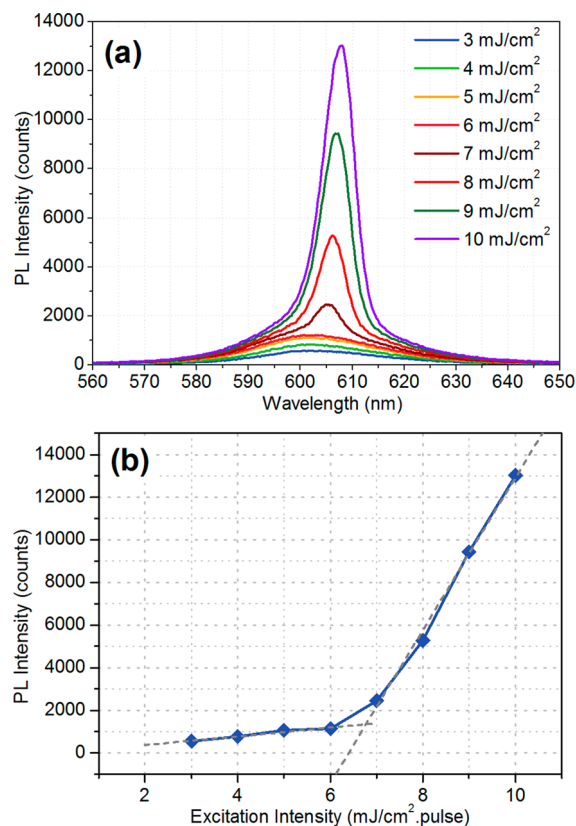 (a)
3 mJ/cm²
4 mJ/cm²
5 mJ/cm²
6 mJ/cm²
7 mJ/cm²
8 mJ/cm²
9 mJ/cm²
10 mJ/cm²
PL Intensity (counts)
14000
12000
10000
8000
6000
4000
2000
0
560 570 580 590 600 610 620 630 640 650
Wavelength (nm)
(b)
PL Intensity (counts)
14000
12000
10000
8000
6000
4000
2000
0
2 4 6 8 10
Excitation Intensity (mJ/cm².pulse)